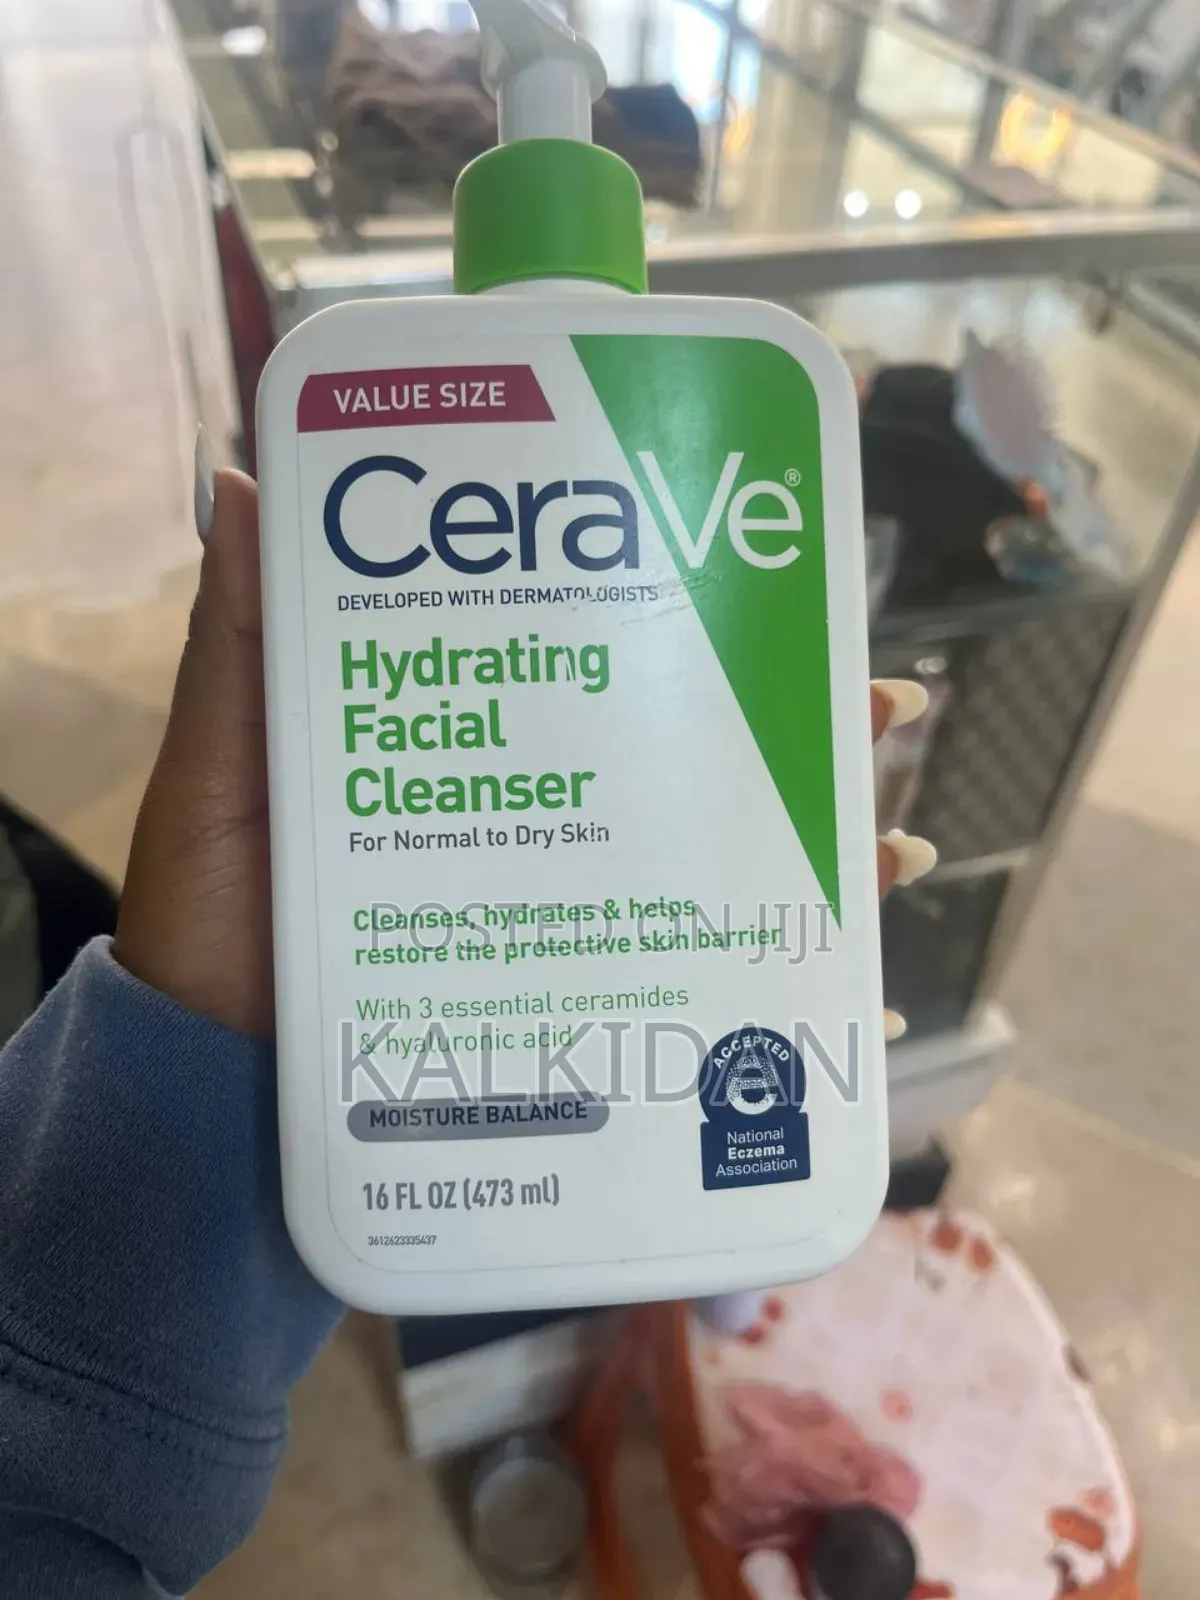 VALUE SIZE
CeraVe®
DEVELOPED WITH DERMATOLOGISTS
Hydrating
Facial
Cleanser
For Normal to Dry Skin
Cleanses, hydrates & helps
restore the protective skin barrier
POSTED ON JIJI
With 3 essential ceramides
& hyaluronic acid
KALKIDAN
MOISTURE BALANCE
ACCEPTED
National
Eczema
Association
16 FL OZ (473 ml)
3612623335437